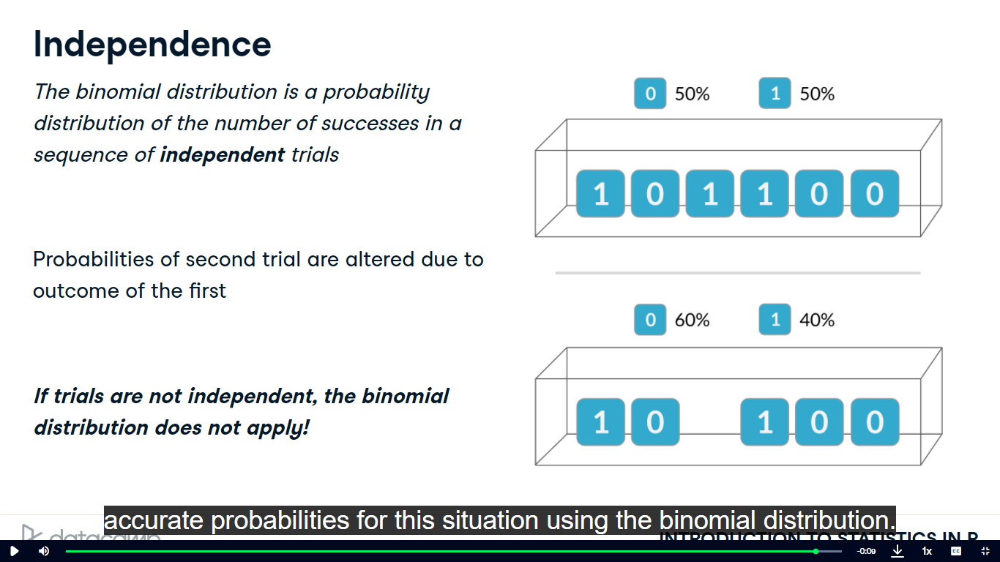 Independence
The binomial distribution is a probability
distribution of the number of successes in a
sequence of independent trials
Probabilities of second trial are altered due to
outcome of the first
If trials are not independent, the binomial
distribution does not apply!
0 50% 1 50%
1 0 1 1 0 0
0 60% 1 40%
1 0 1 0 0
accurate probabilities for this situation using the binomial distribution.
datacamp
INTRODUCTION TO STATISTICS IN R
-0:09 1x CC